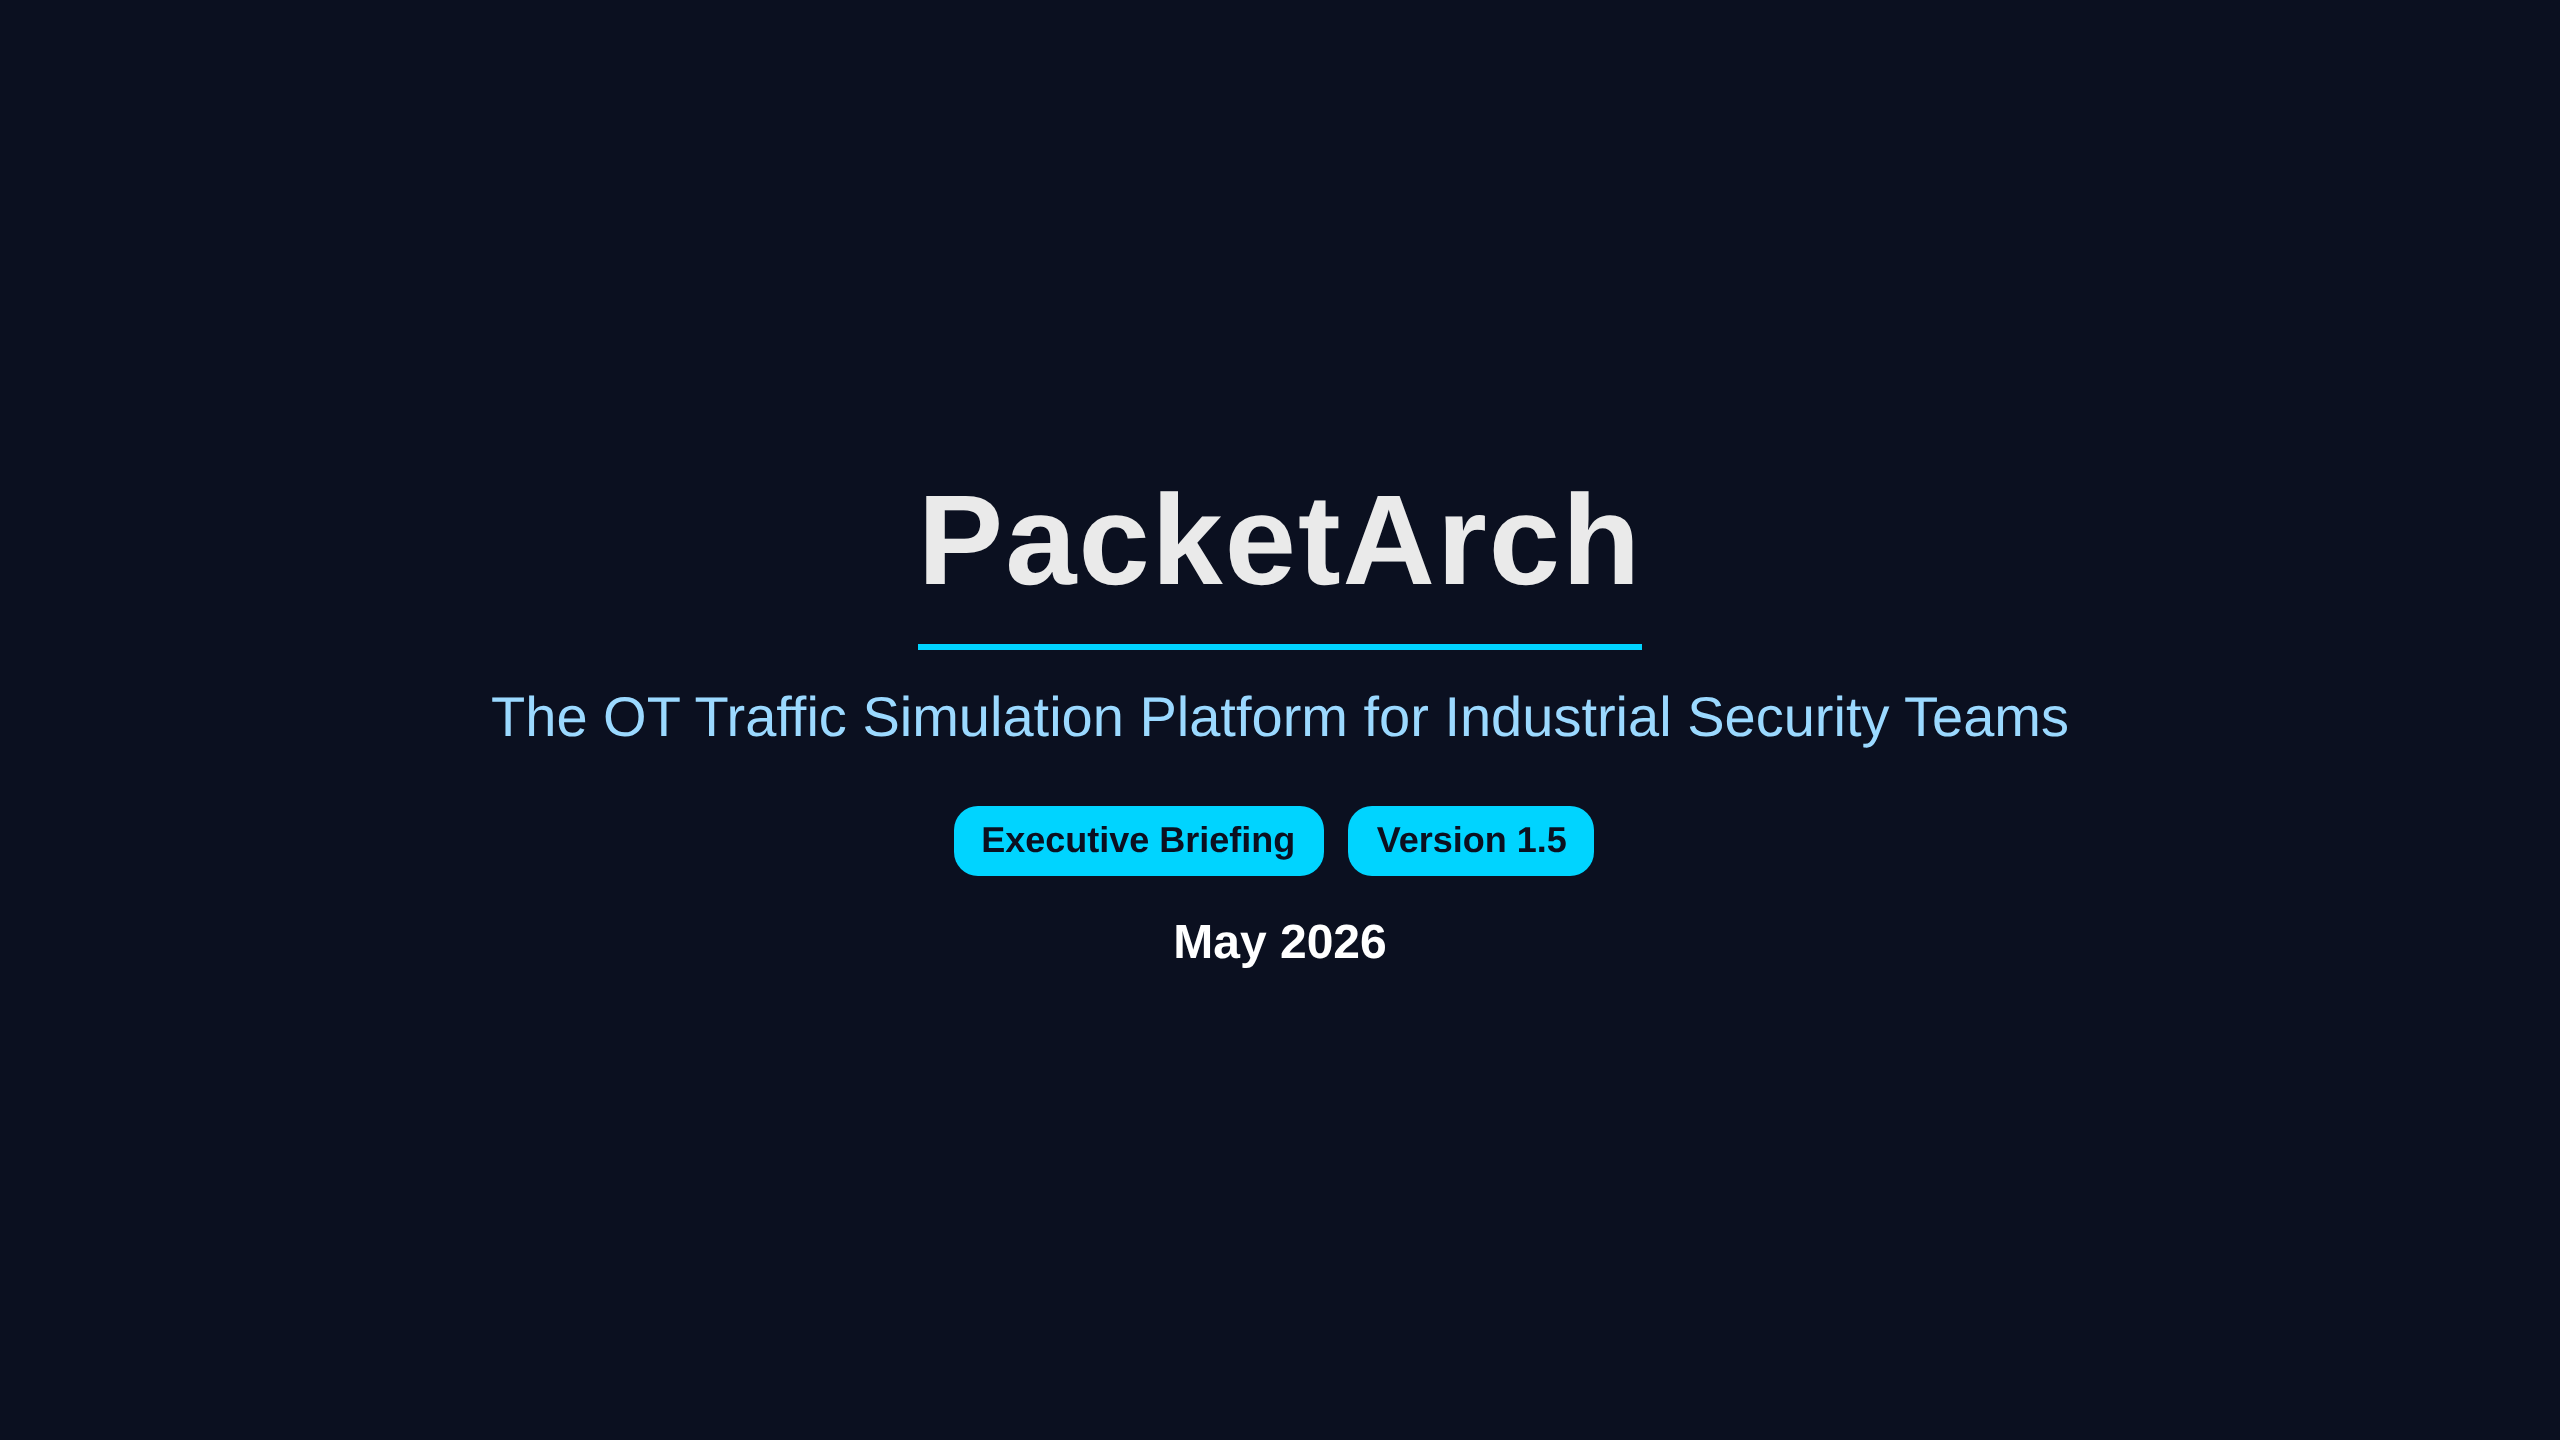 PacketArch
The OT Traffic Simulation Platform for Industrial Security Teams
Executive Briefing Version 1.5
May 2026